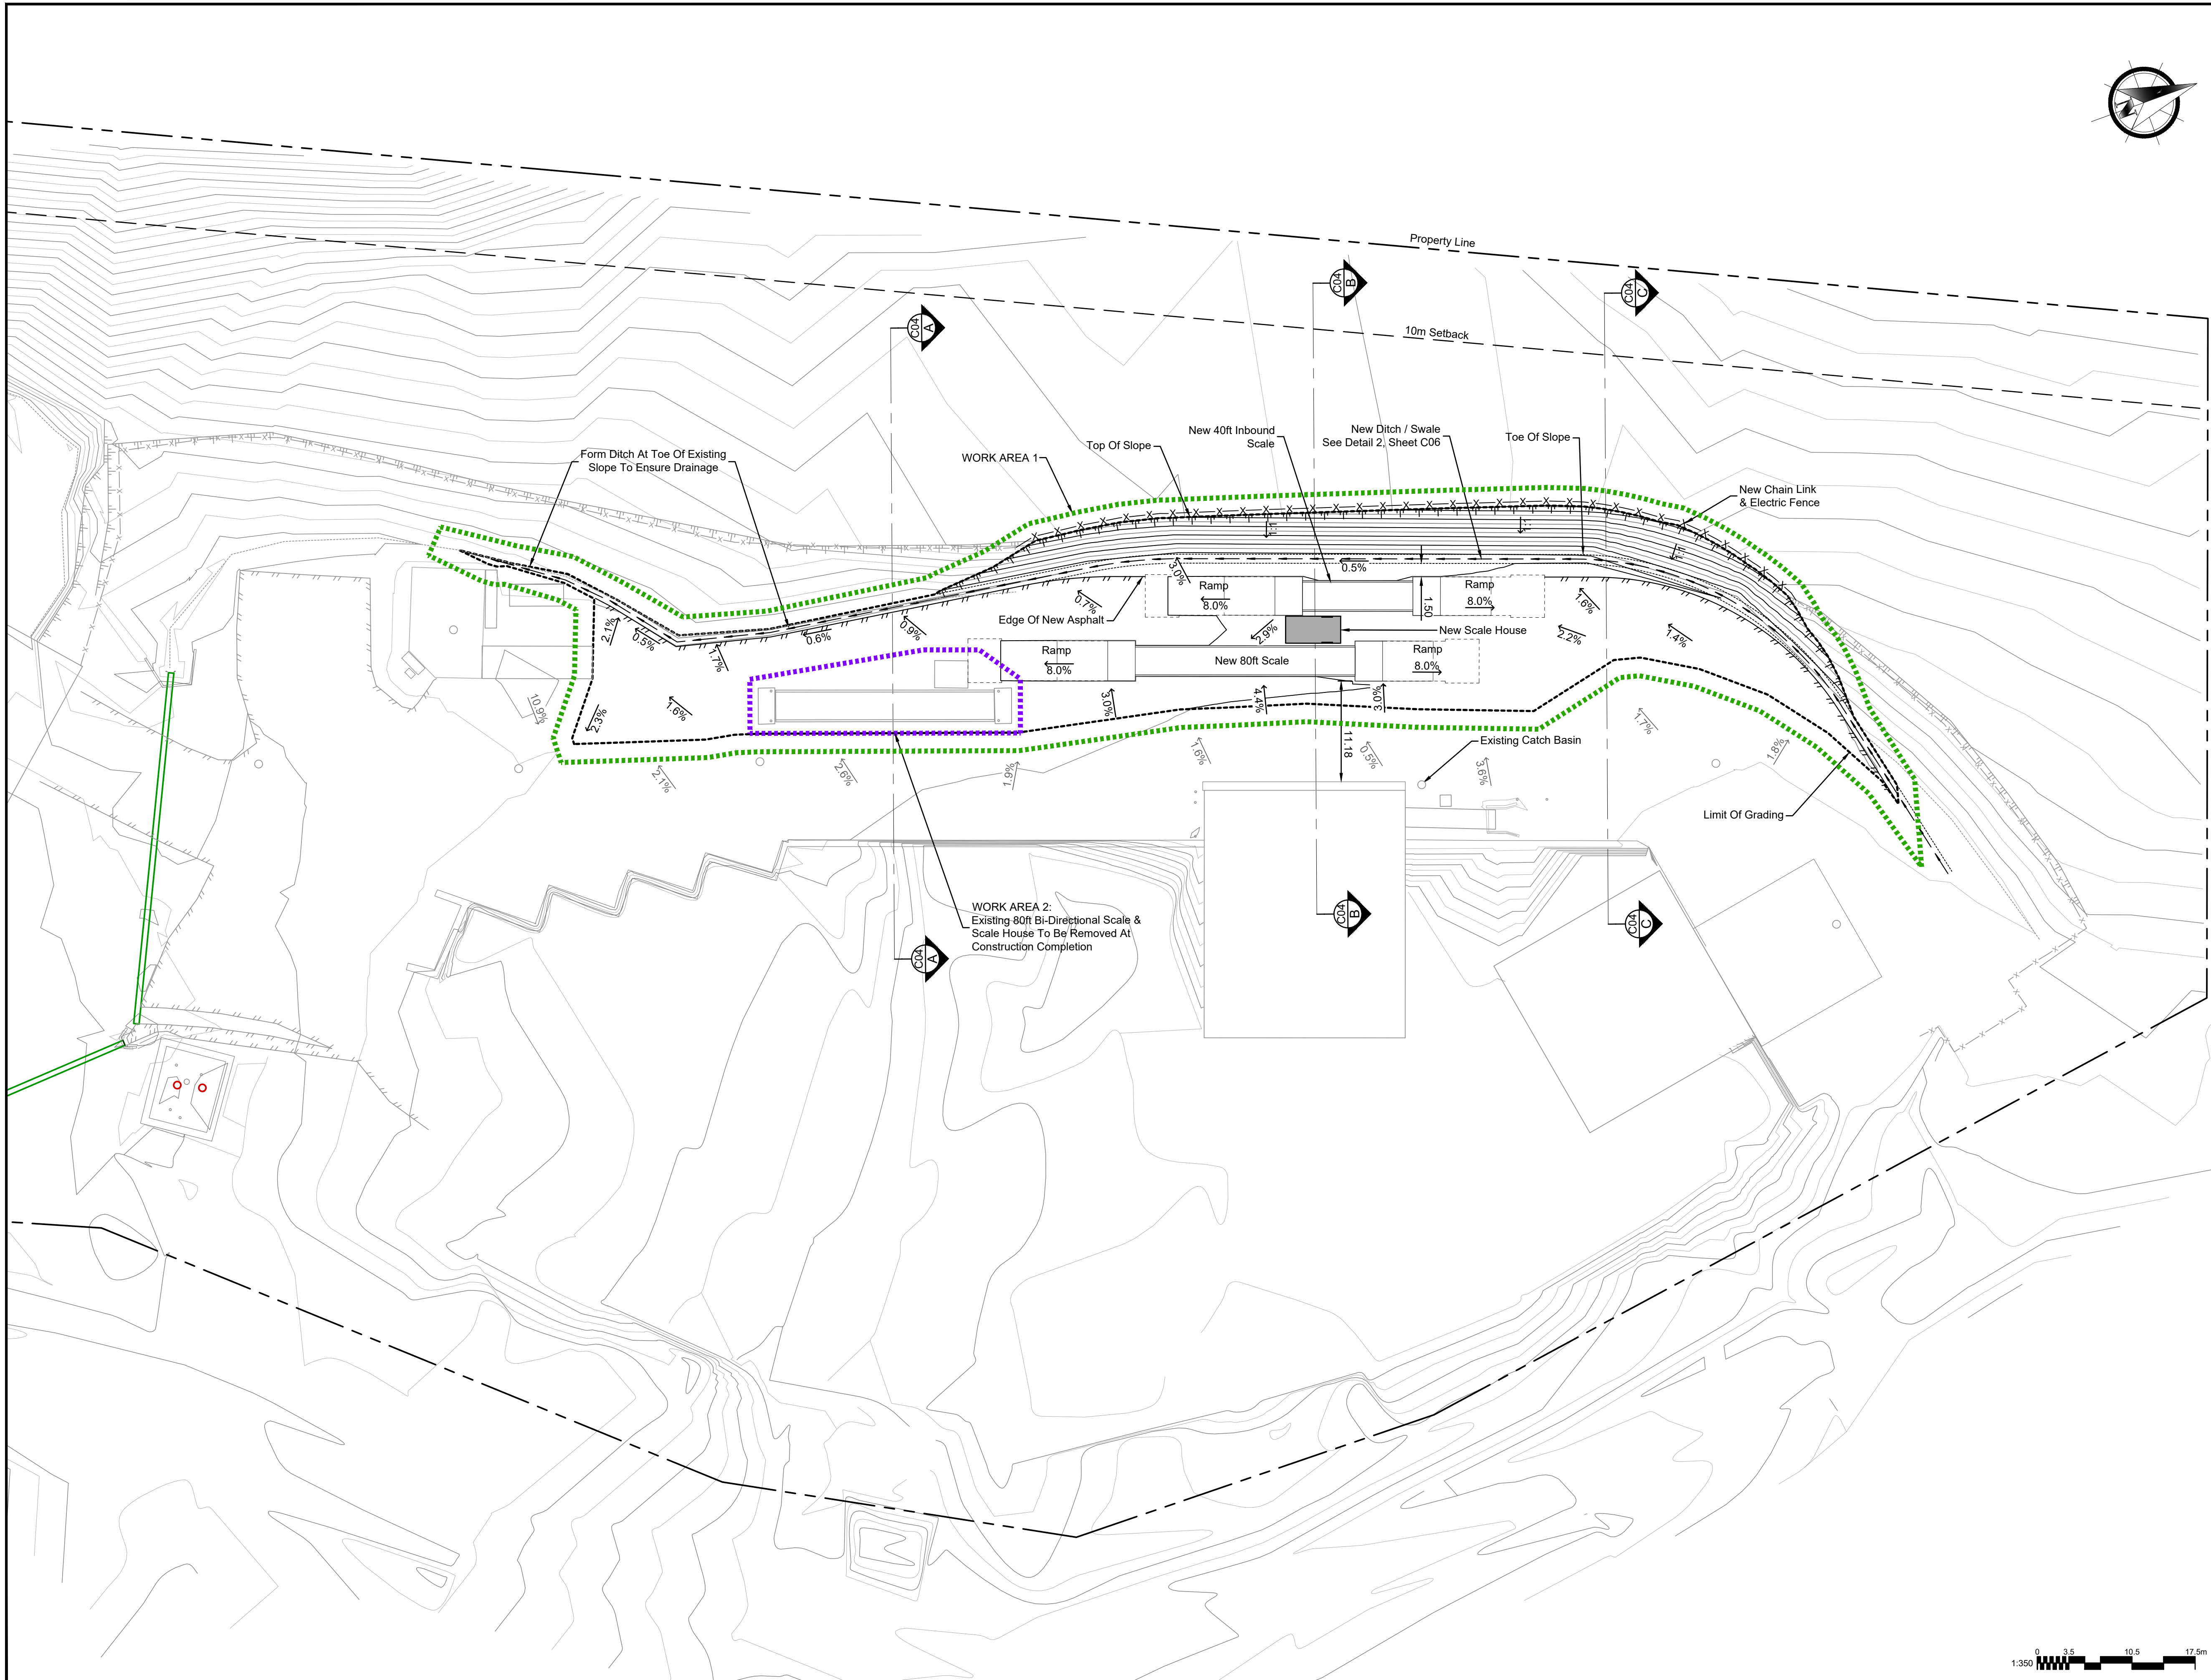 Property Line
10m Setback
C04
A
C04
B
C04
C
Form Ditch At Toe Of Existing
Slope To Ensure Drainage
WORK AREA 1
Top Of Slope
New 40ft Inbound
Scale
New Ditch / Swale
See Detail 2, Sheet C06
Toe Of Slope
New Chain Link
& Electric Fence
1:1
1:1
1:1
3.0%
0.5%
Ramp
8.0%
Ramp
8.0%
1.50
0.7%
1.6%
Edge Of New Asphalt
2.9%
New Scale House
2.2%
1.4%
2.1%
0.5%
0.6%
0.9%
1.7%
Ramp
8.0%
New 80ft Scale
Ramp
8.0%
10.9%
2.3%
1.6%
3.0%
4.4%
3.0%
11.18
1.7%
1.8%
Existing Catch Basin
2.1%
2.6%
1.9%
1.6%
0.5%
3.6%
Limit Of Grading
WORK AREA 2:
Existing 80ft Bi-Directional Scale &
Scale House To Be Removed At
Construction Completion
C04
A
C04
B
C04
C
1:350
0 3.5 10.5 17.5m